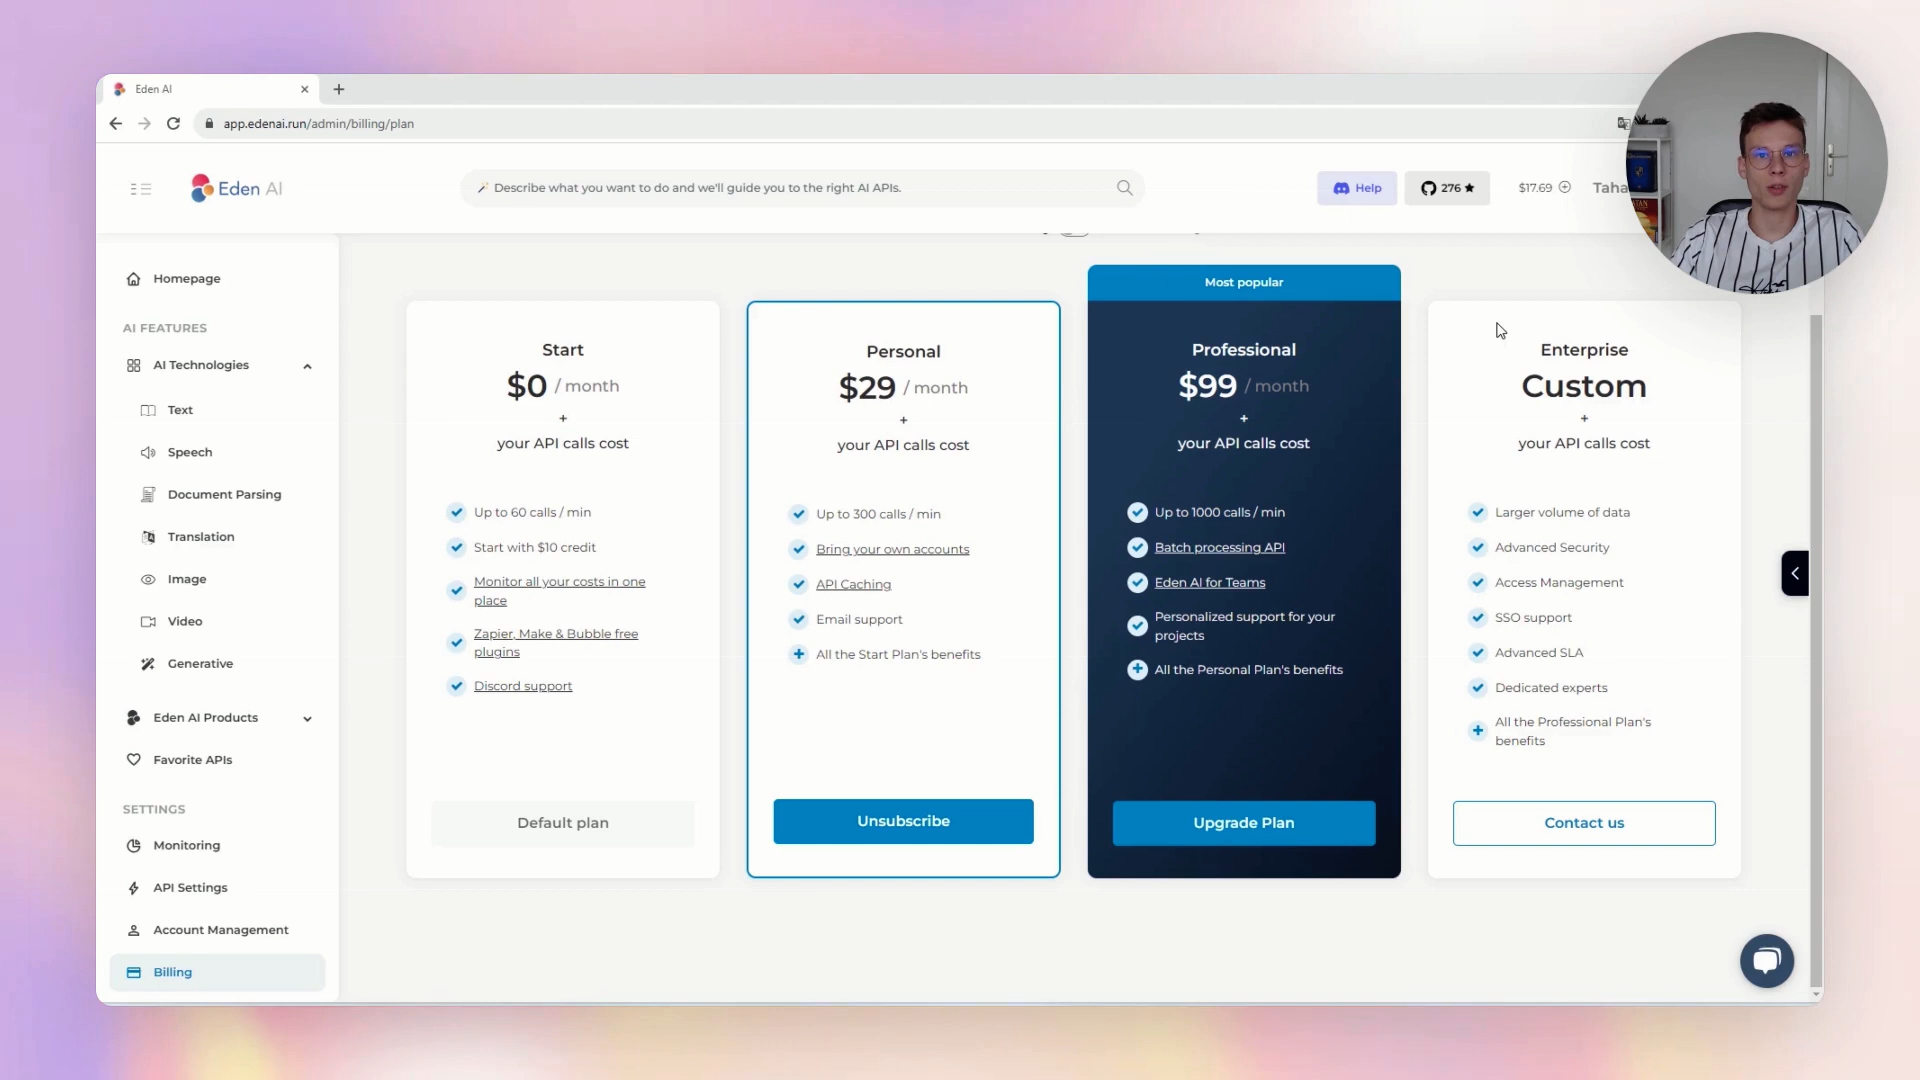 Eden AI
app.edenai.run/admin/billing/plan
Eden AI
Describe what you want to do and we'll guide you to the right AI APIs.
Help
276
$17.69
Taha
Homepage
AI FEATURES
AI Technologies
Text
Speech
Document Parsing
Translation
Image
Video
Generative
Eden AI Products
Favorite APIs
SETTINGS
Monitoring
API Settings
Account Management
Billing
Start
$0 / month
+
your API calls cost
Up to 60 calls / min
Start with $10 credit
Monitor all your costs in one
place
Zapier, Make & Bubble free
plugins
Discord support
Default plan
Personal
$29 / month
+
your API calls cost
Up to 300 calls / min
Bring your own accounts
API Caching
Email support
All the Start Plan's benefits
Unsubscribe
Most popular
Professional
$99 / month
+
your API calls cost
Up to 1000 calls / min
Batch processing API
Eden AI for Teams
Personalized support for your
projects
All the Personal Plan's benefits
Upgrade Plan
Enterprise
Custom
+
your API calls cost
Larger volume of data
Advanced Security
Access Management
SSO support
Advanced SLA
Dedicated experts
All the Professional Plan's
benefits
Contact us